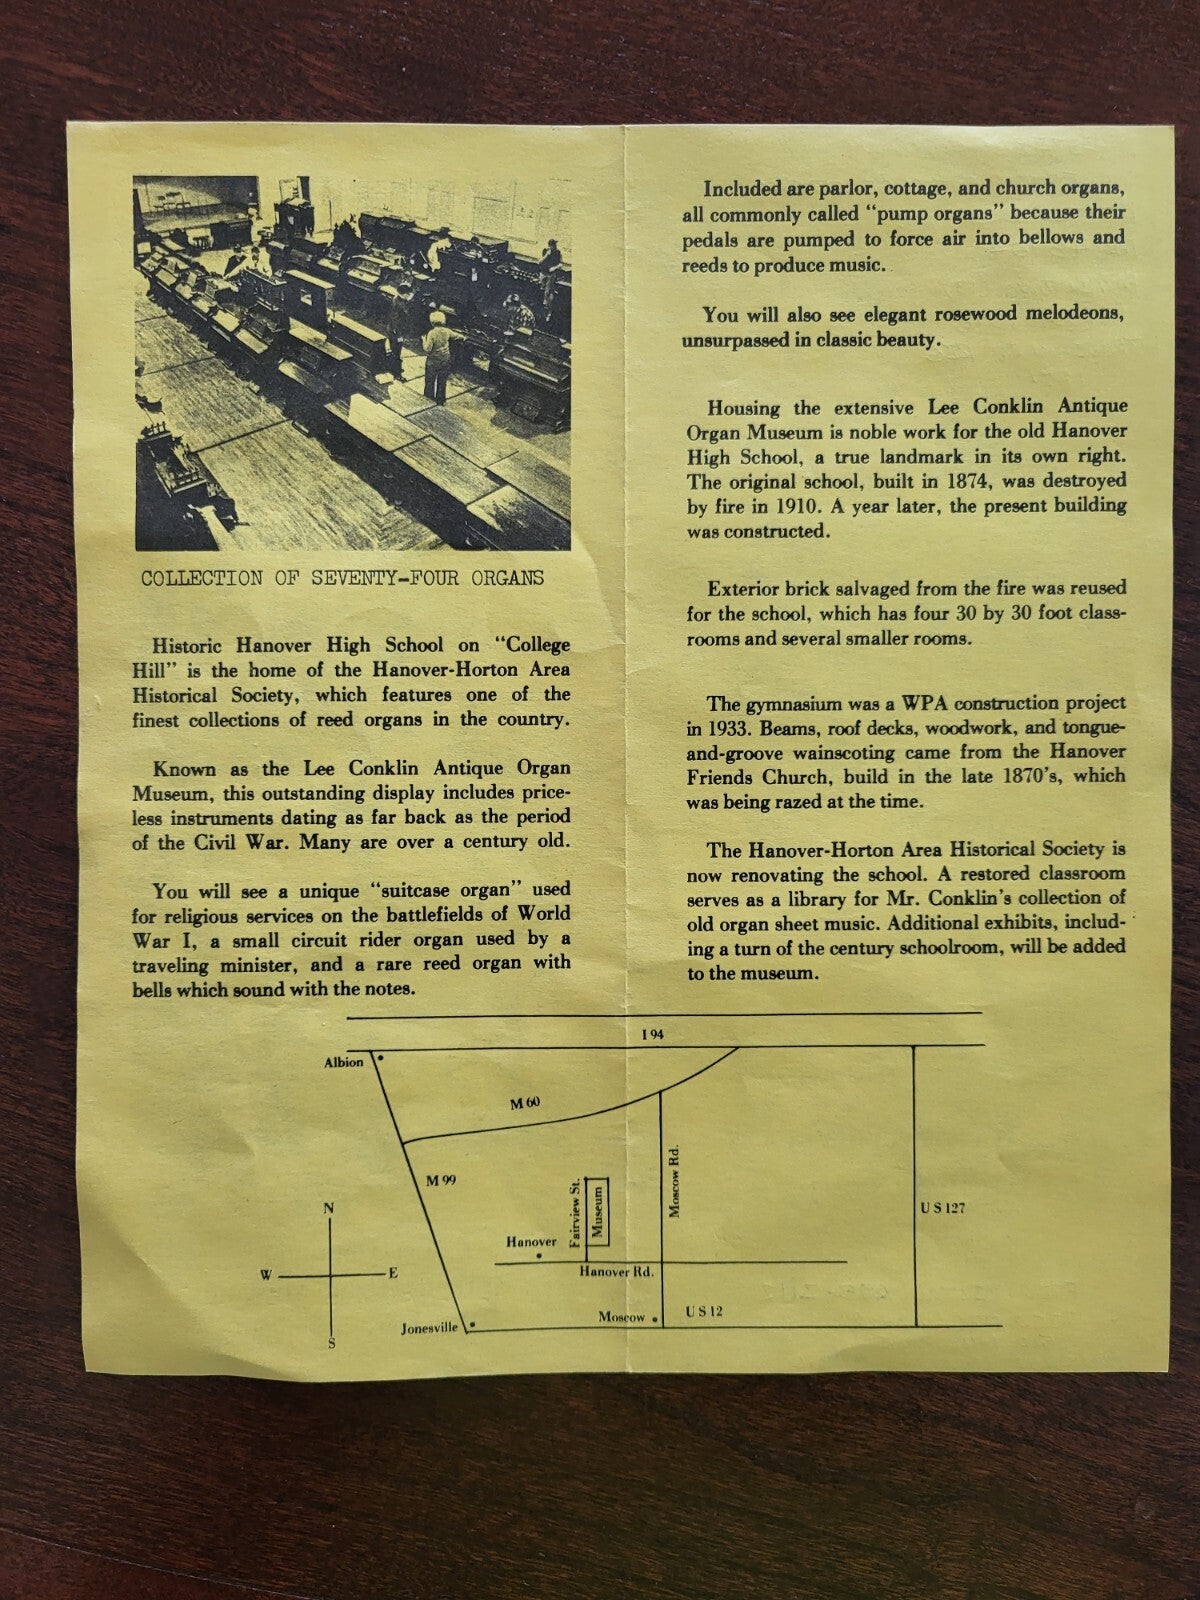 COLLECTION OF SEVENTY-FOUR ORGANS
Historic Hanover High School on "College
Hill" is the home of the Hanover-Horton Area
Historical Society, which features one of the
finest collections of reed organs in the country.
Known as the Lee Conklin Antique Organ
Museum, this outstanding display includes price-
less instruments dating as far back as the period
of the Civil War. Many are over a century old.
You will see a unique "suitcase organ" used
for religious services on the battlefields of World
War I, a small circuit rider organ used by a
traveling minister, and a rare reed organ with
bells which sound with the notes.
Included are parlor, cottage, and church organs,
all commonly called "pump organs" because their
pedals are pumped to force air into bellows and
reeds to produce music.
You will also see elegant rosewood melodeons,
unsurpassed in classic beauty.
Housing the extensive Lee Conklin Antique
Organ Museum is noble work for the old Hanover
High School, a true landmark in its own right.
The original school, built in 1874, was destroyed
by fire in 1910. A year later, the present building
was constructed.
Exterior brick salvaged from the fire was reused
for the school, which has four 30 by 30 foot class-
rooms and several smaller rooms.
The gymnasium was a WPA construction project
in 1933. Beams, roof decks, woodwork, and tongue-
and-groove wainscoting came from the Hanover
Friends Church, build in the late 1870's, which
was being razed at the time.
The Hanover-Horton Area Historical Society is
now renovating the school. A restored classroom
serves as a library for Mr. Conklin's collection of
old organ sheet music. Additional exhibits, includ-
ing a turn of the century schoolroom, will be added
to the museum.
I 94
Albion
M 60
M 99
Moscow Rd.
Fairview St.
Museum
US 127
N
W
E
S
Hanover
Hanover Rd.
Jonesville
Moscow
US 12